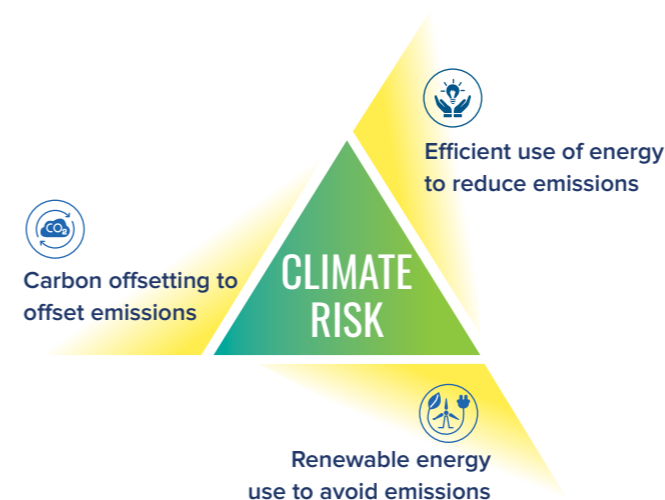 Efficient use of energy
to reduce emissions
CO₂
Carbon offsetting to
offset emissions
CLIMATE
RISK
Renewable energy
use to avoid emissions